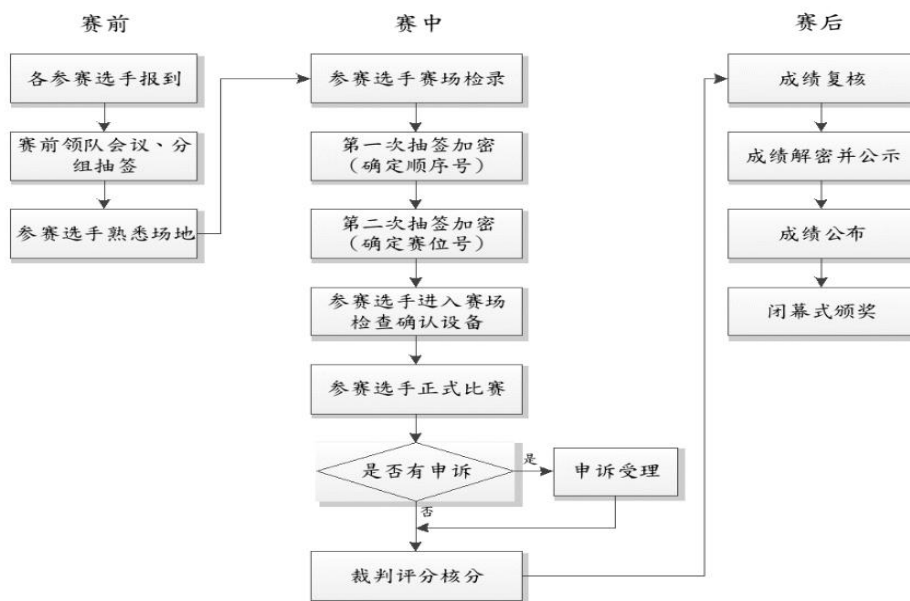 赛前
各参赛选手报到
赛前领队会议、分
组抽签
参赛选手熟悉场地
赛中
参赛选手赛场检录
第一次抽签加密
（确定顺序号）
第二次抽签加密
（确定赛位号）
参赛选手进入赛场
检查确认设备
参赛选手正式比赛
是否有申诉
是
申诉受理
否
裁判评分核分
赛后
成绩复核
成绩解密并公示
成绩公布
闭幕式颁奖